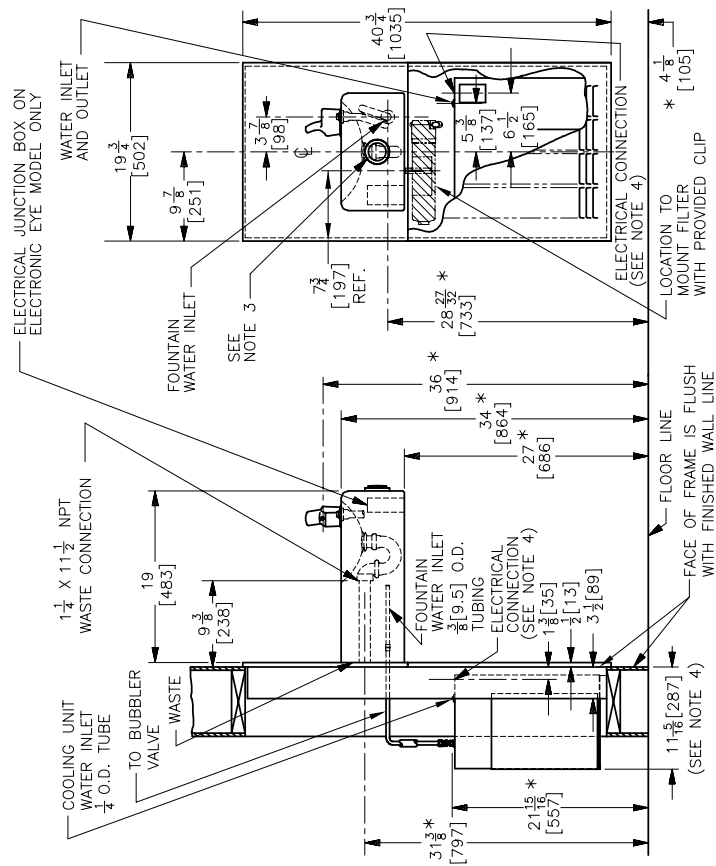 ELECTRICAL JUNCTION BOX ON
ELECTRONIC EYE MODEL ONLY
WATER INLET
AND OUTLET
19 3/4
[502]
9 7/8
[251]
3 7/8
[98]
℄
40 3/4
[1035]
FOUNTAIN
WATER INLET
SEE
NOTE 3
7 3/4
[197]
REF.
5 3/8
[137]
6 1/2
[165]
ELECTRICAL CONNECTION
(SEE NOTE 4)
LOCATION TO
MOUNT FILTER
WITH PROVIDED CLIP
* 4 1/8
[105]
28 27/32 *
[733]
36 *
[914]
34 *
[864]
27 *
[686]
1 1/4 X 11 1/2 NPT
WASTE CONNECTION
19
[483]
9 3/8
[238]
FOUNTAIN
WATER INLET
3/8 [9.5] O.D.
TUBING
ELECTRICAL
CONNECTION
(SEE NOTE 4)
1 3/8 [35]
1/2 [13]
3 1/2 [89]
FLOOR LINE
FACE OF FRAME IS FLUSH
WITH FINISHED WALL LINE
COOLING UNIT
WATER INLET
1/4 O.D. TUBE
TO BUBBLER
VALVE
WASTE
31 3/8 *
[797]
21 15/16 *
[557]
11 5/16 [287]
(SEE NOTE 4)